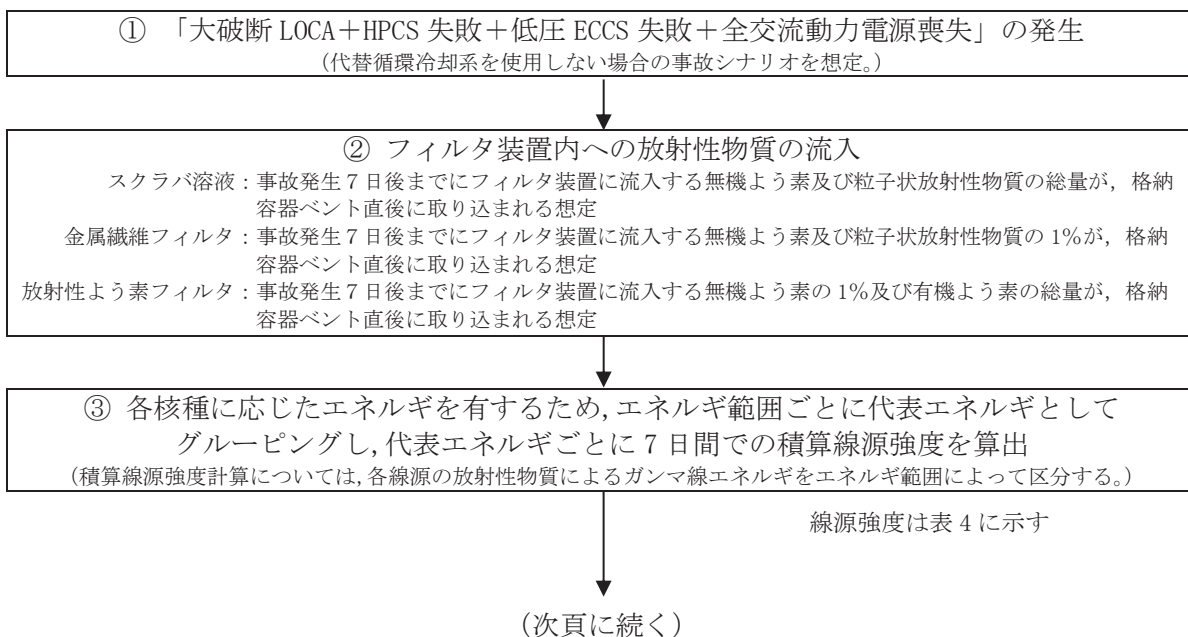 ① 「大破断 LOCA＋HPCS 失敗＋低圧 ECCS 失敗＋全交流動力電源喪失」の発生
（代替循環冷却系を使用しない場合の事故シナリオを想定。）
② フィルタ装置内への放射性物質の流入
スクラバ溶液：事故発生７日後までにフィルタ装置に流入する無機よう素及び粒子状放射性物質の総量が，格納
容器ベント直後に取り込まれる想定
金属繊維フィルタ：事故発生７日後までにフィルタ装置に流入する無機よう素及び粒子状放射性物質の 1%が，格納
容器ベント直後に取り込まれる想定
放射性よう素フィルタ：事故発生７日後までにフィルタ装置に流入する無機よう素の 1%及び有機よう素の総量が，格納
容器ベント直後に取り込まれる想定
③ 各核種に応じたエネルギを有するため，エネルギ範囲ごとに代表エネルギとして
グルーピングし，代表エネルギごとに 7 日間での積算線源強度を算出
（積算線源強度計算については，各線源の放射性物質によるガンマ線エネルギをエネルギ範囲によって区分する。）
線源強度は表 4 に示す
（次頁に続く）